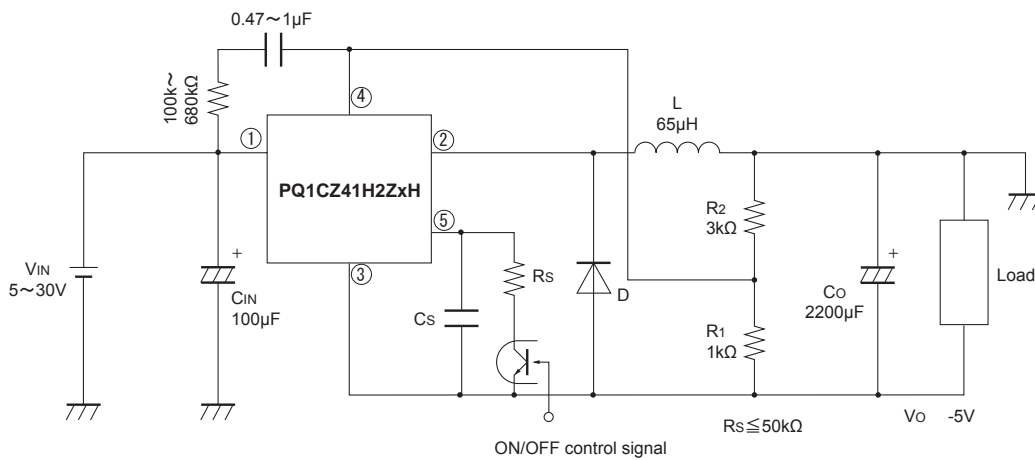 0.47～1μF
100k～
680kΩ
④
①
②
L
65μH
PQ1CZ41H2ZxH
R2
3kΩ
⑤
③
VIN
5～30V
+
CIN
100μF
CS
RS
D
R1
1kΩ
+
CO
2200μF
Load
RS≦50kΩ
VO -5V
ON/OFF control signal